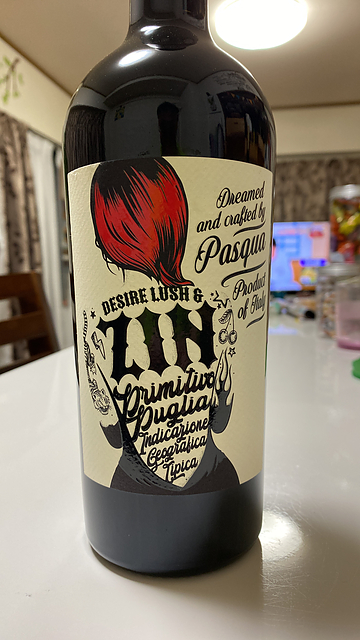 Dreamed
and crafted by
Pasqua
Product
of Italy
DESIRE LUSH &
ZIN
Primitivo
Puglia
Indicazione
Geografica
Tipica